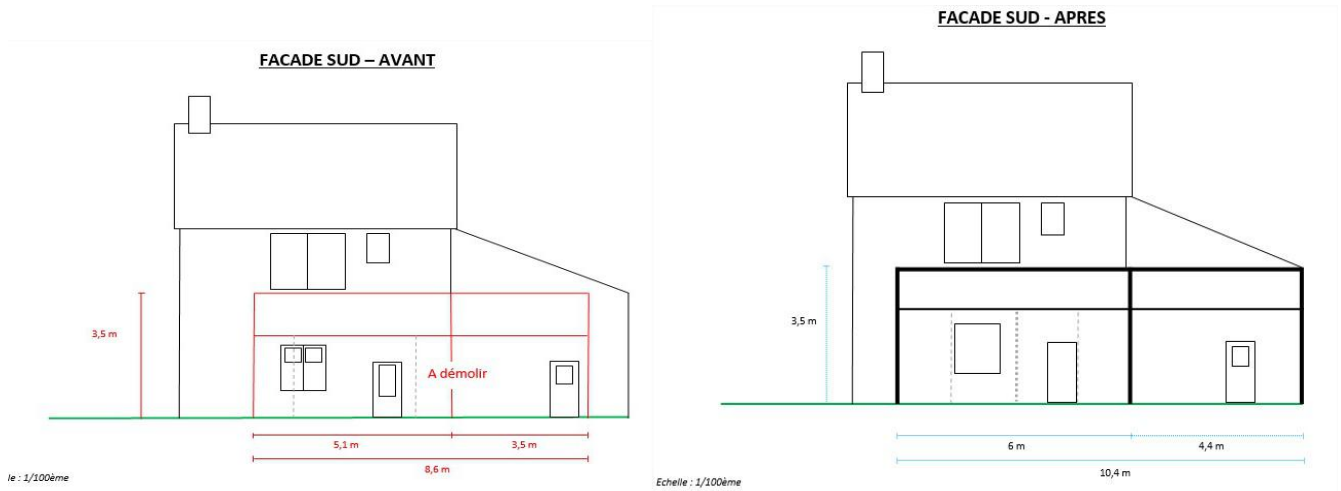 FACADE SUD – AVANT
3,5 m
A démolir
5,1 m
3,5 m
8,6 m
le : 1/100ème
FACADE SUD - APRES
3,5 m
6 m
4,4 m
10,4 m
Echelle : 1/100ème